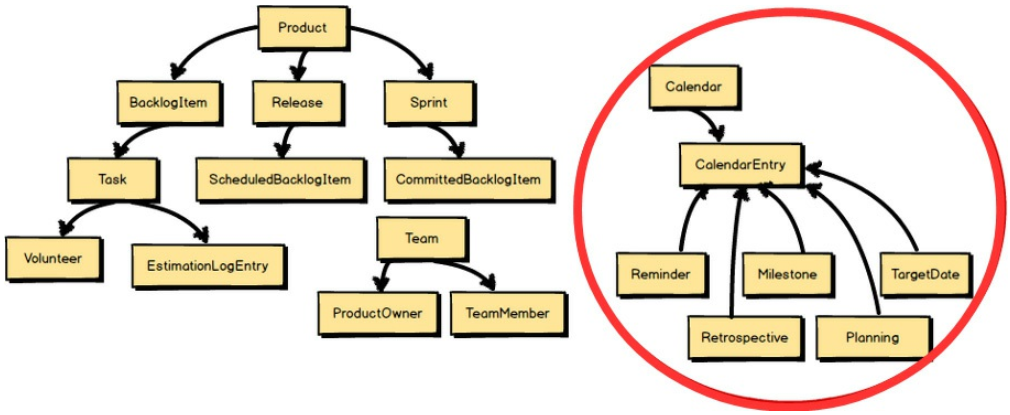 Product
Calendar
BacklogItem
Release
Sprint
CalendarEntry
Task
ScheduledBacklogItem
CommittedBacklogItem
Team
Volunteer
EstimationLogEntry
Reminder
Milestone
TargetDate
ProductOwner
TeamMember
Retrospective
Planning